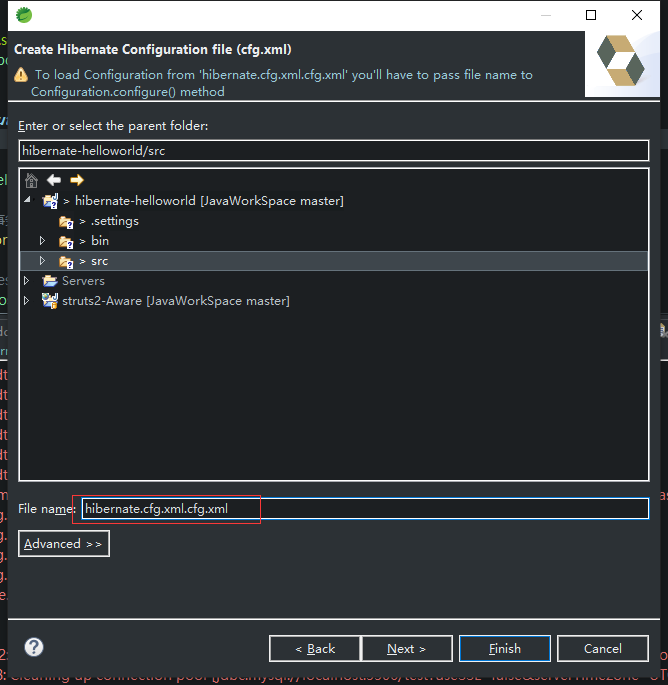 Create Hibernate Configuration file (cfg.xml)
To load Configuration from 'hibernate.cfg.xml.cfg.xml' you'll have to pass file name to
Configuration.configure() method
Enter or select the parent folder:
hibernate-helloworld/src
> hibernate-helloworld [JavaWorkSpace master]
> .settings
> bin
> src
Servers
struts2-Aware [JavaWorkSpace master]
File name: hibernate.cfg.xml.cfg.xml
Advanced >>
< Back Next > Finish Cancel